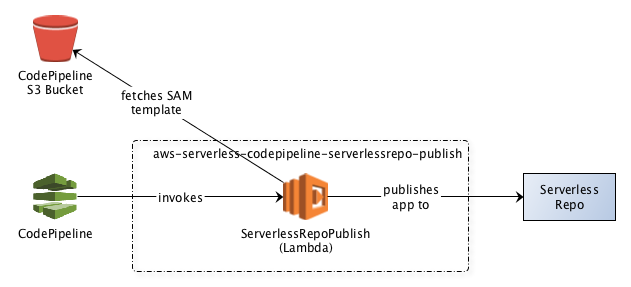 CodePipeline
S3 Bucket
fetches SAM
template
aws-serverless-codepipeline-serverlessrepo-publish
CodePipeline
invokes
ServerlessRepoPublish
(Lambda)
publishes
app to
Serverless
Repo